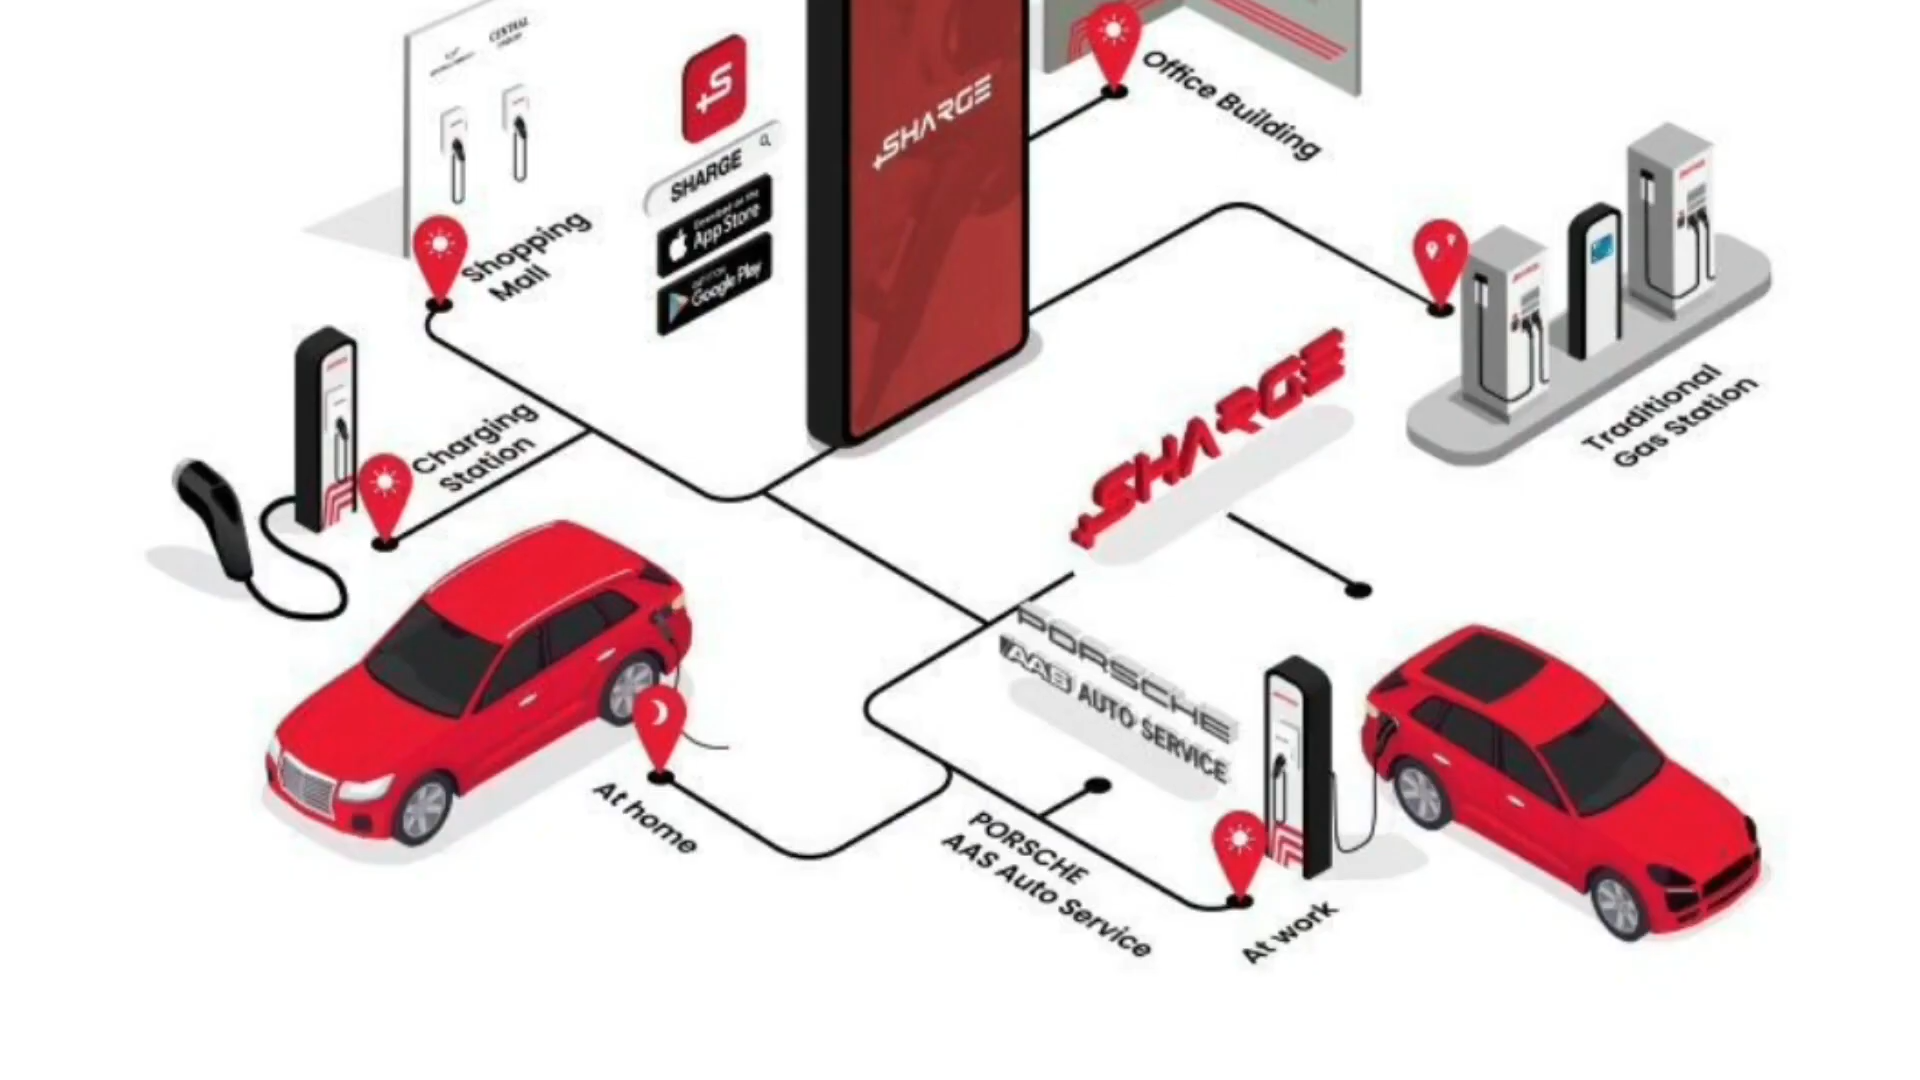 CENTRAL
SHARGE
Office Building
S
SHARGE
Download on the
App Store
GET IT ON
Google Play
Shopping
Mall
SHARGE
Traditional
Gas Station
Charging
Station
PORSCHE
AAS AUTO SERVICE
At home
PORSCHE
AAS Auto Service
At work